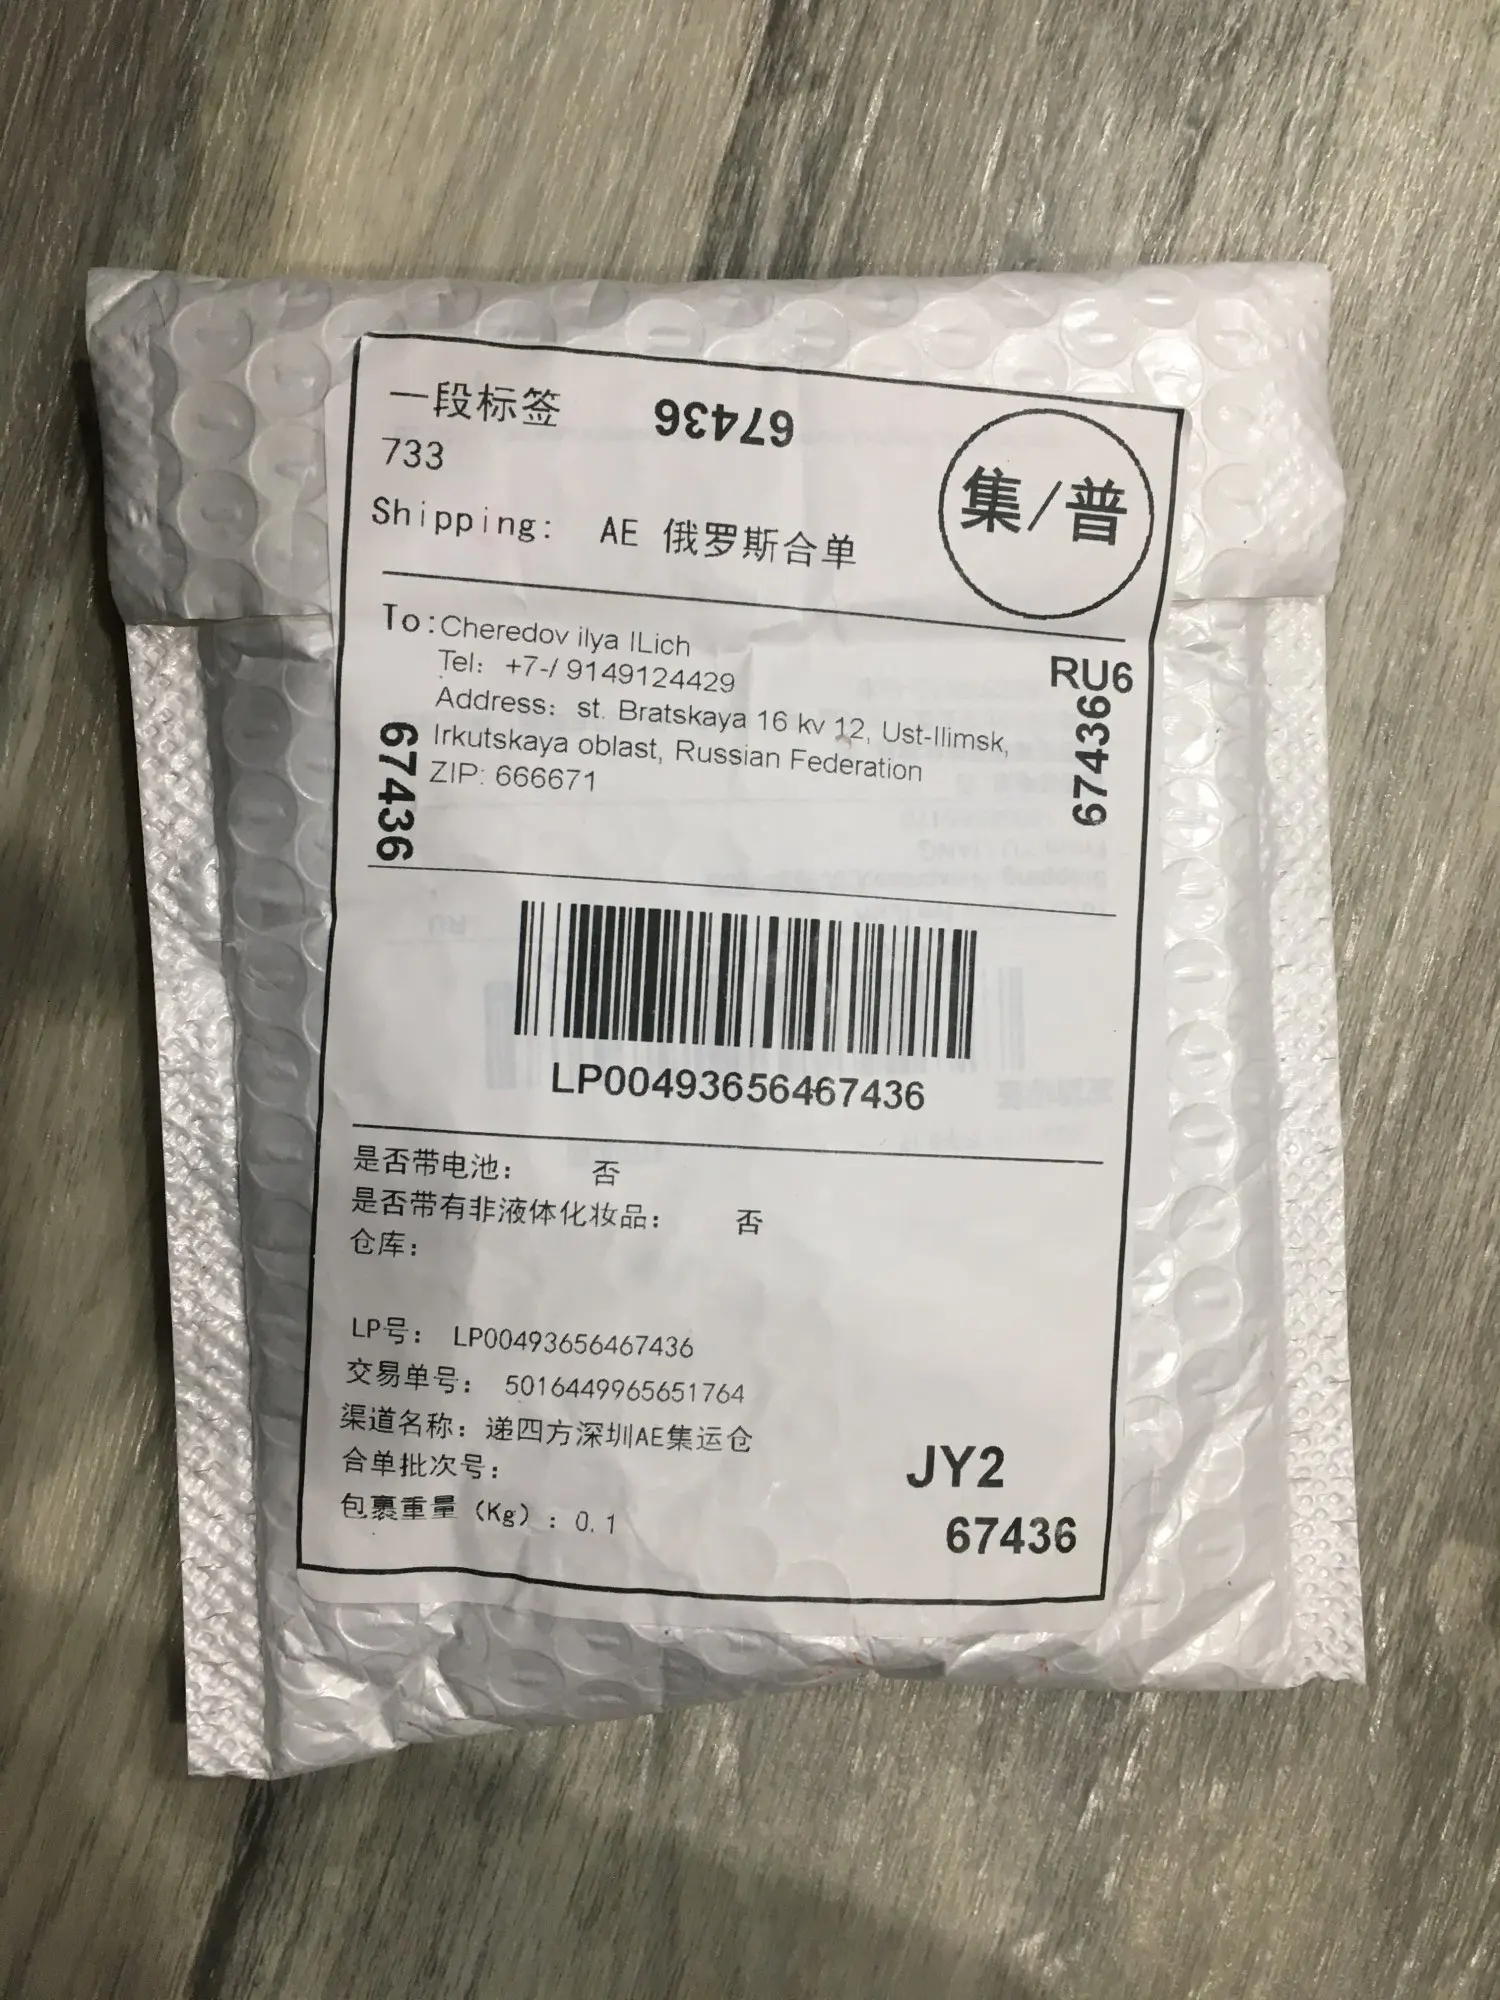 一段标签
67436
733
集/普
Shipping: AE 俄罗斯合单
To:Cheredov ilya ILich
Tel: +7-/ 9149124429
RU6
Address: st. Bratskaya 16 kv 12, Ust-Ilimsk,
Irkutskaya oblast, Russian Federation
ZIP: 666671
67436
67436
LP00493656467436
是否带电池: 否
是否带有非液体化妆品: 否
仓库:
LP号: LP00493656467436
交易单号: 5016449965651764
渠道名称: 递四方深圳AE集运仓
合单批次号:
包裹重量 (Kg) : 0.1
JY2
67436